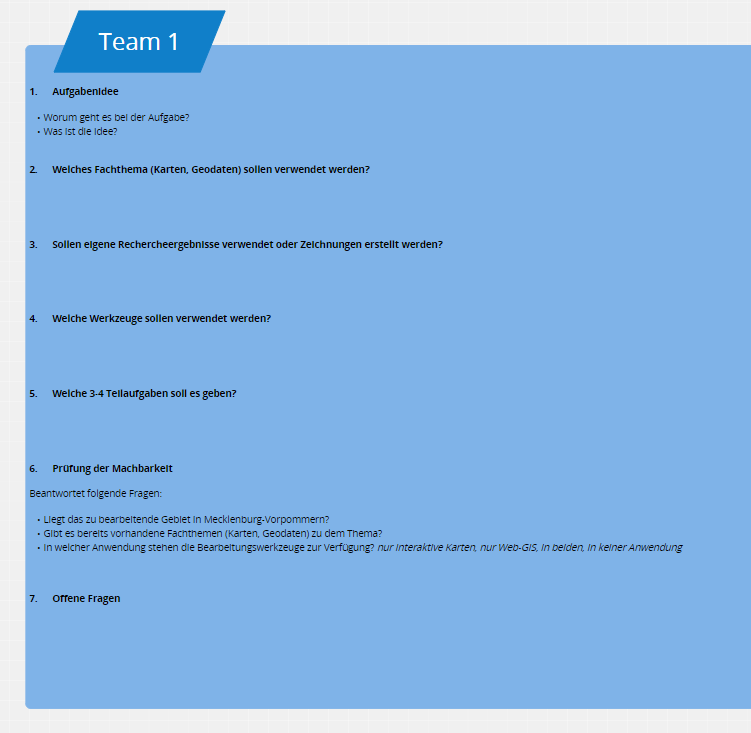 Team 1
1. Aufgabenidee
• Worum geht es bei der Aufgabe?
• Was ist die Idee?
2. Welches Fachthema (Karten, Geodaten) sollen verwendet werden?
3. Sollen eigene Rechercheergebnisse verwendet oder Zeichnungen erstellt werden?
4. Welche Werkzeuge sollen verwendet werden?
5. Welche 3-4 Teilaufgaben soll es geben?
6. Prüfung der Machbarkeit
Beantwortet folgende Fragen:
• Liegt das zu bearbeitende Gebiet in Mecklenburg-Vorpommern?
• Gibt es bereits vorhandene Fachthemen (Karten, Geodaten) zu dem Thema?
• In welcher Anwendung stehen die Bearbeitungswerkzeuge zur Verfügung? nur Interaktive Karten, nur Web-GIS, in beiden, in keiner Anwendung
7. Offene Fragen